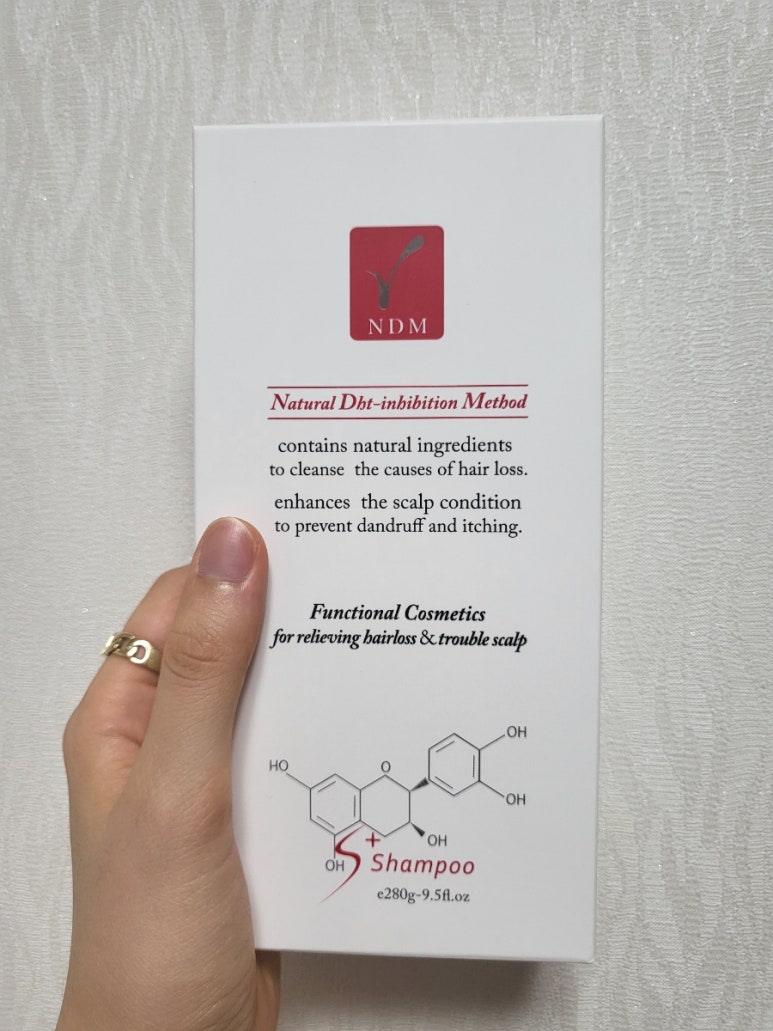 NDM
Natural Dht-inhibition Method
contains natural ingredients
to cleanse the causes of hair loss.
enhances the scalp condition
to prevent dandruff and itching.
Functional Cosmetics
for relieving hairloss & trouble scalp
OH
HO
O
OH
OH
OH
S+ Shampoo
e280g-9.5fl.oz